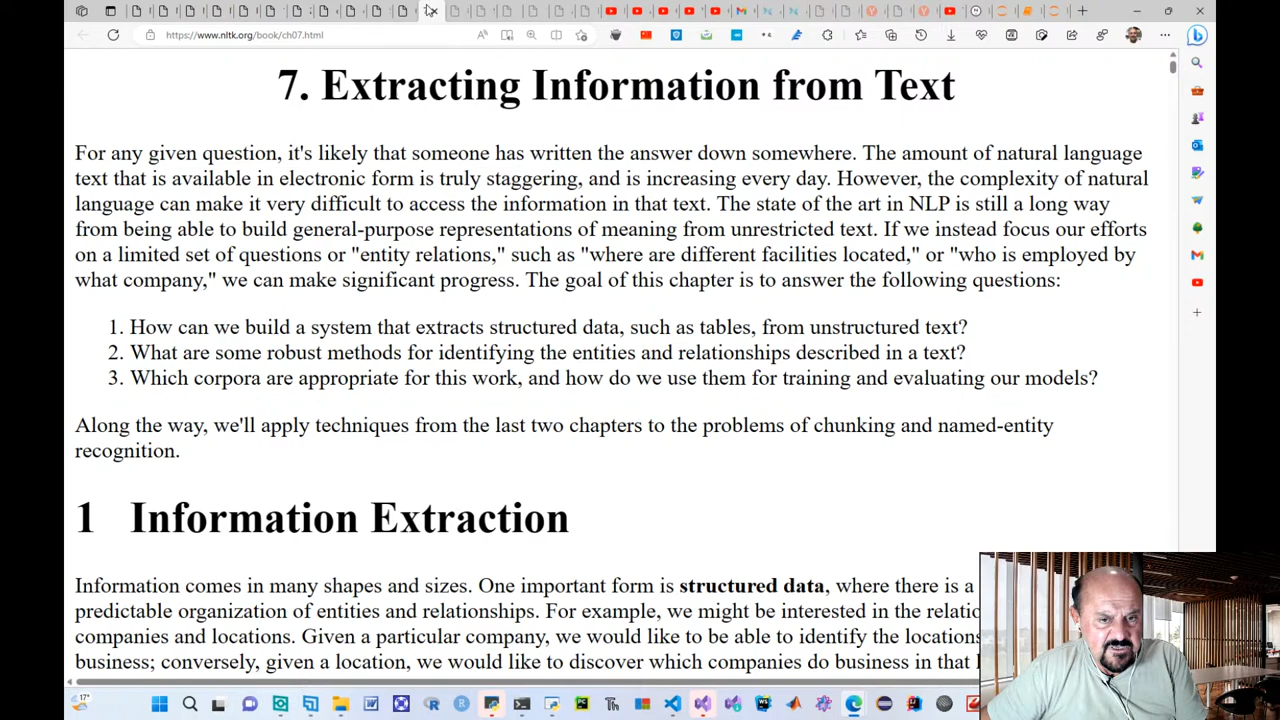 https://www.nltk.org/book/ch07.html
7. Extracting Information from Text
For any given question, it's likely that someone has written the answer down somewhere. The amount of natural language
text that is available in electronic form is truly staggering, and is increasing every day. However, the complexity of natural
language can make it very difficult to access the information in that text. The state of the art in NLP is still a long way
from being able to build general-purpose representations of meaning from unrestricted text. If we instead focus our efforts
on a limited set of questions or "entity relations," such as "where are different facilities located," or "who is employed by
what company," we can make significant progress. The goal of this chapter is to answer the following questions:
1. How can we build a system that extracts structured data, such as tables, from unstructured text?
2. What are some robust methods for identifying the entities and relationships described in a text?
3. Which corpora are appropriate for this work, and how do we use them for training and evaluating our models?
Along the way, we'll apply techniques from the last two chapters to the problems of chunking and named-entity
recognition.
1 Information Extraction
Information comes in many shapes and sizes. One important form is structured data, where there is a
predictable organization of entities and relationships. For example, we might be interested in the relatio
companies and locations. Given a particular company, we would like to be able to identify the locations
business; conversely, given a location, we would like to discover which companies do business in that
17°